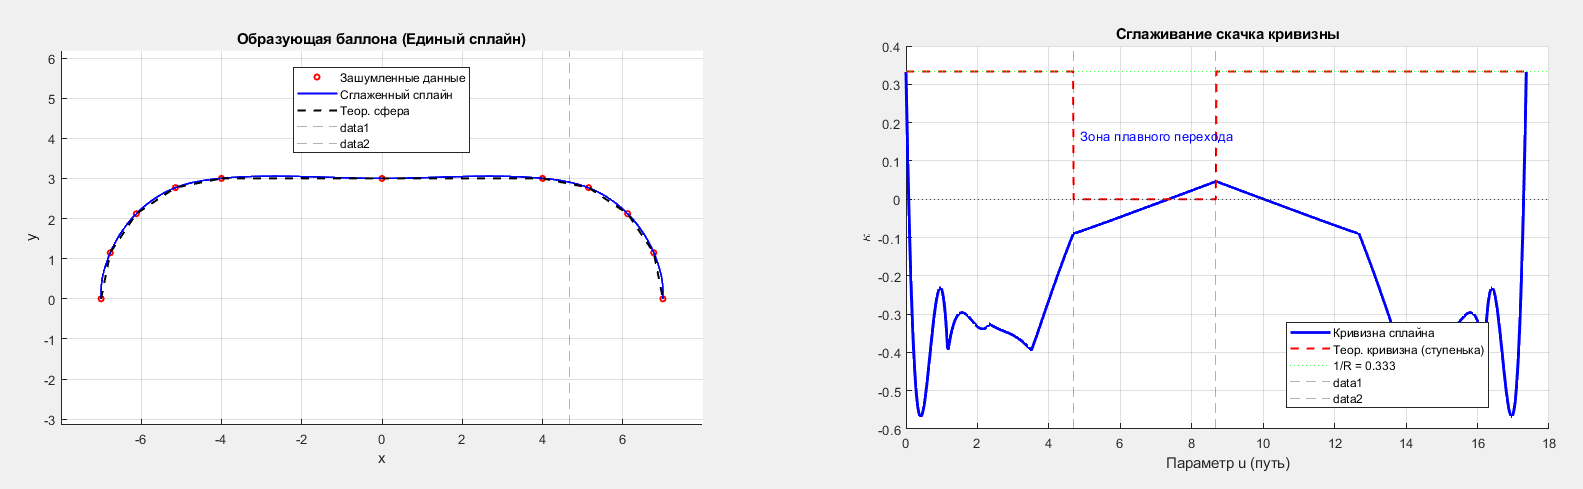 Образующая баллона (Единый сплайн)
6
5
4
3
2
1
0
-1
-2
-3
y
-6
-4
-2
0
2
4
6
x
Зашумленные данные
Сглаженный сплайн
Теор. сфера
data1
data2
Сглаживание скачка кривизны
0.4
0.3
0.2
0.1
0
-0.1
-0.2
-0.3
-0.4
-0.5
-0.6
κ
0
2
4
6
8
10
12
14
16
18
Параметр u (путь)
Зона плавного перехода
Кривизна сплайна
Теор. кривизна (ступенька)
1/R = 0.333
data1
data2